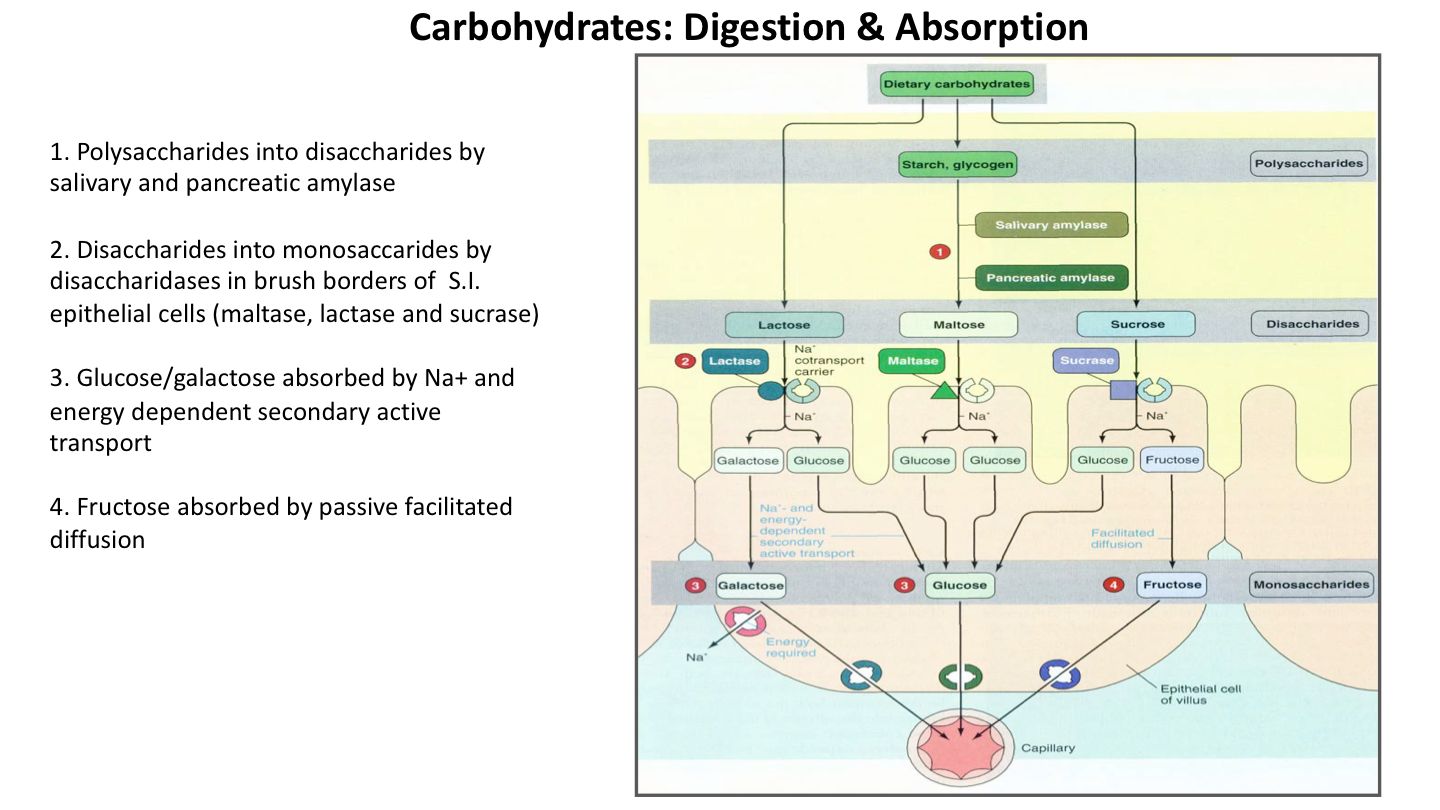 Carbohydrates: Digestion & Absorption
1. Polysaccharides into disaccharides by
salivary and pancreatic amylase
2. Disaccharides into monosaccarides by
disaccharidases in brush borders of S.I.
epithelial cells (maltase, lactase and sucrase)
3. Glucose/galactose absorbed by Na+ and
energy dependent secondary active
transport
4. Fructose absorbed by passive facilitated
diffusion
Dietary carbohydrates
Starch, glycogen
Polysaccharides
Salivary amylase
1
Pancreatic amylase
Lactose
Maltose
Sucrose
Disaccharides
2
Lactase
Na⁺
cotransport
carrier
Maltase
Sucrase
Na⁺
Na⁺
Na⁺
Galactose
Glucose
Glucose
Glucose
Glucose
Fructose
Na⁺- and
energy-
dependent
secondary
active transport
Facilitated
diffusion
3
Galactose
3
Glucose
4
Fructose
Monosaccharides
Energy
required
Na⁺
Epithelial cell
of villus
Capillary